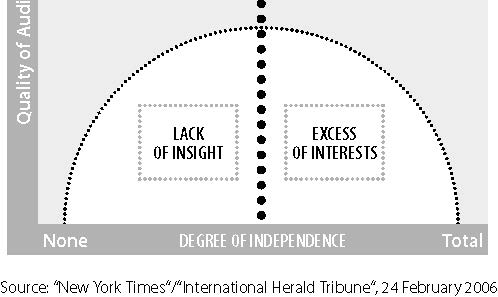 Quality of Audi
LACK
OF INSIGHT
EXCESS
OF INTERESTS
None
DEGREE OF INDEPENDENCE
Total
Source: "New York Times"/"International Herald Tribune", 24 February 2006